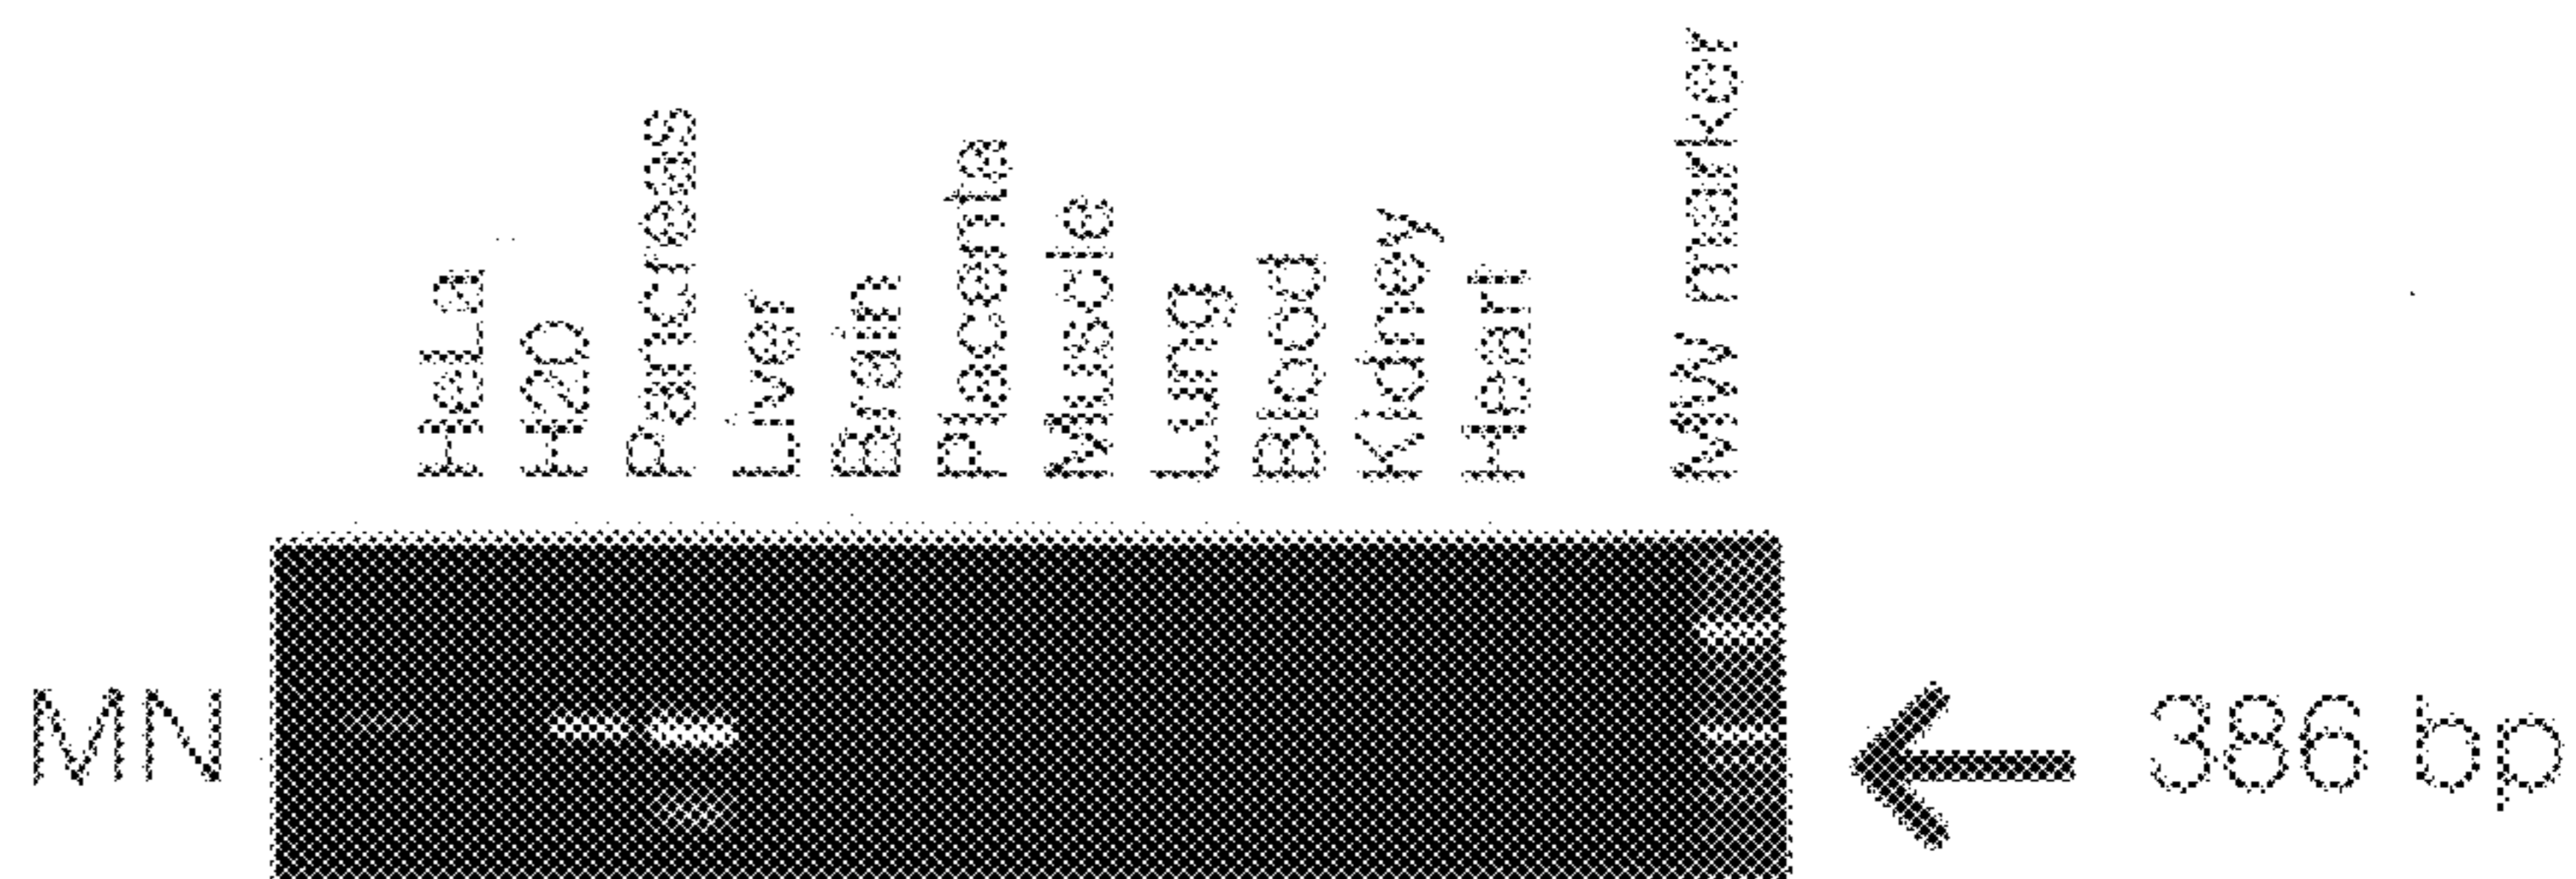 HeLa
H2O
Pancreas
Liver
Brain
Placenta
Muscle
Lung
Blood
Kidney
Heart
MW marker
MN
386 bp